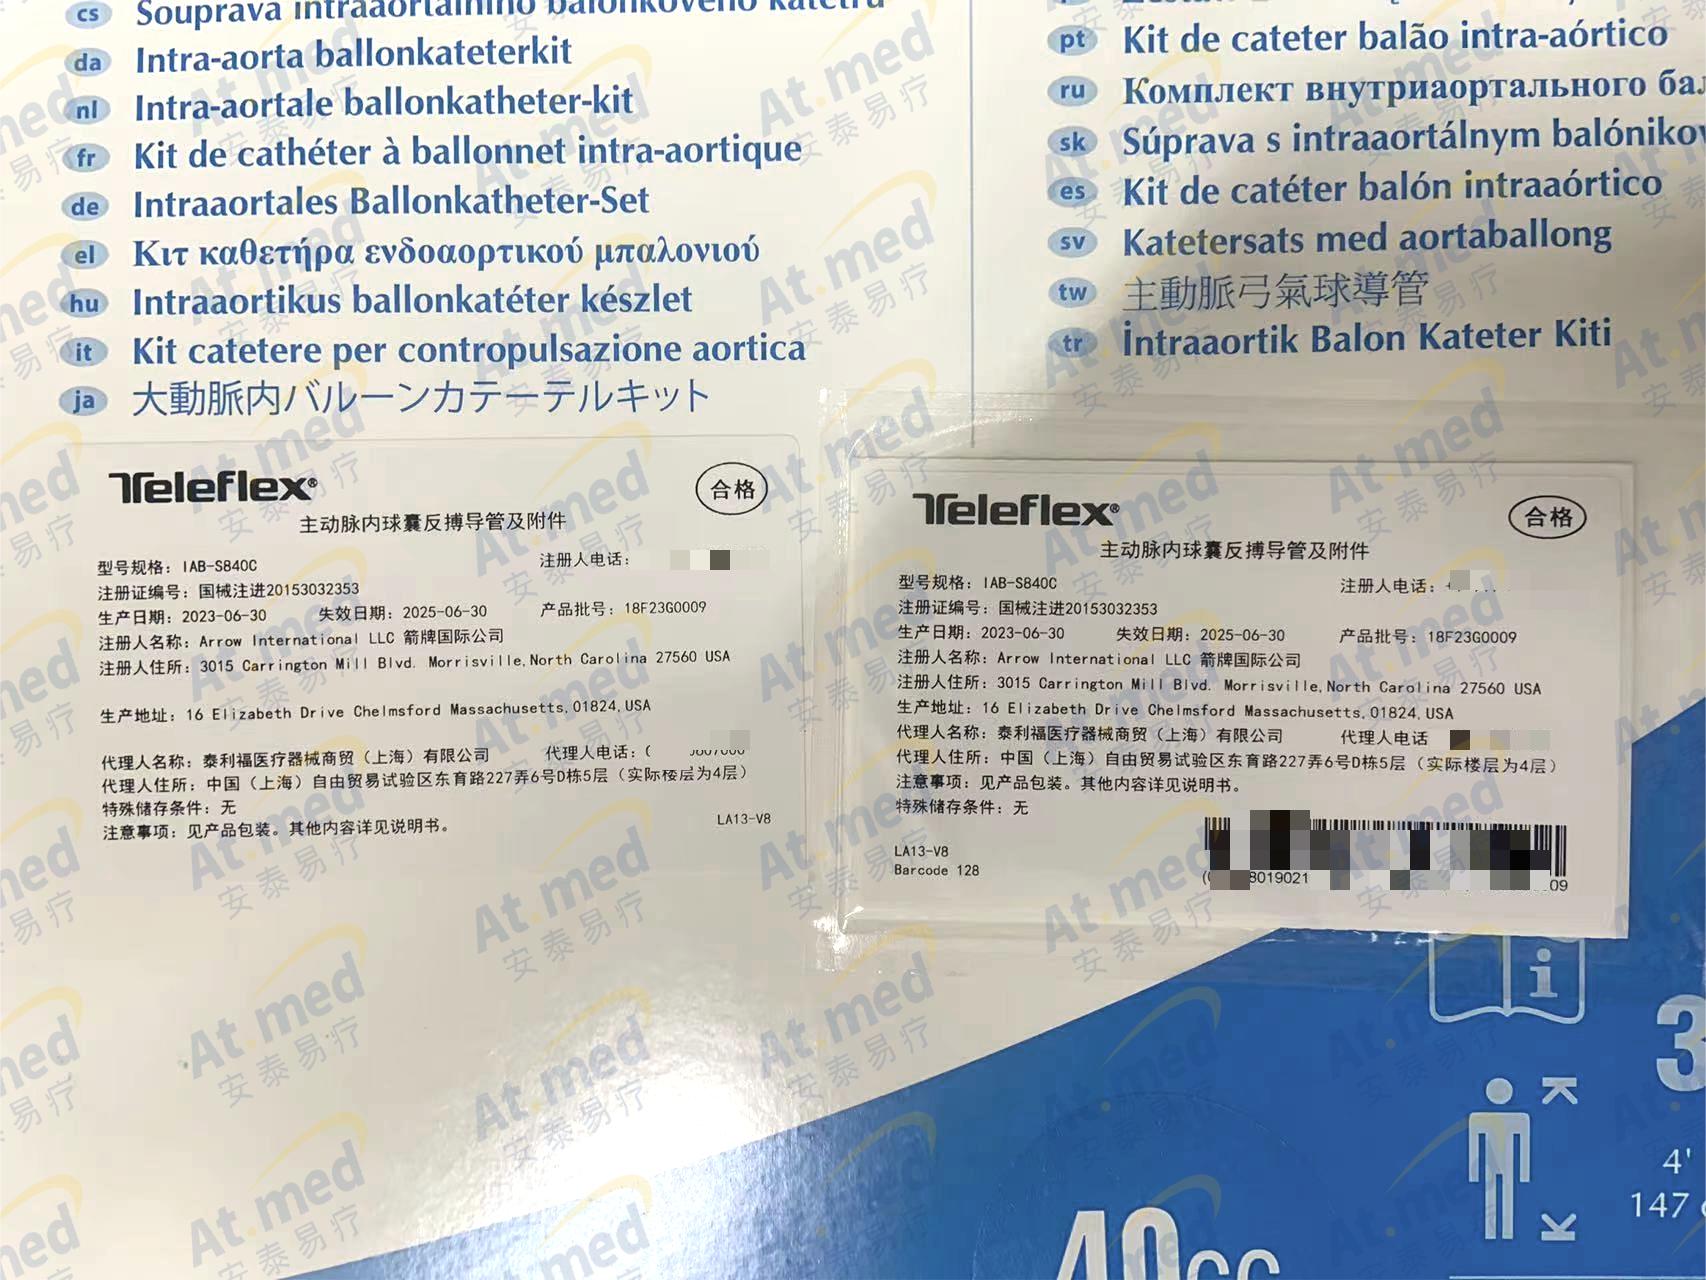 cs Souprava intraaortálního balónkového katetru
da Intra-aorta ballonkateterkit
nl Intra-aortale ballonkatheter-kit
fr Kit de cathéter à ballonnet intra-aortique
de Intraaortales Ballonkatheter-Set
el Κιτ καθετήρα ενδοαορτικού μπαλονιού
hu Intraaortikus ballonkatéter készlet
it Kit catetere per contropulsazione aortica
ja 大動脈内バルーンカテーテルキット
pt Kit de cateter balão intra-aórtico
ru Комплект внутриаортального
sk Súprava s intraaortálnym
es Kit de catéter balón intraaórtico
sv Katetersats med aortaballong
tw 主動脈弓氣球導管
tr İntraaortik Balon Kateter Kiti
Teleflex®
合格
主动脉内球囊反搏导管及附件
型号规格: IAB-S840C 注册人电话:
注册证编号: 国械注进20153032353
生产日期: 2023-06-30 失效日期: 2025-06-30 产品批号: 18F23G0009
注册人名称: Arrow International LLC 箭牌国际公司
注册人住所: 3015 Carrington Mill Blvd. Morrisville,North Carolina 27560 USA
生产地址: 16 Elizabeth Drive Chelmsford Massachusetts,01824,USA
代理人名称: 泰利福医疗器械商贸（上海）有限公司 代理人电话:
代理人住所: 中国（上海）自由贸易试验区东育路227弄6号D栋5层（实际楼层为4层）
特殊储存条件: 无
注意事项: 见产品包装。其他内容详见说明书。
LA13-V8
Teleflex®
合格
主动脉内球囊反搏导管及附件
型号规格: IAB-S840C 注册人电话:
注册证编号: 国械注进20153032353
生产日期: 2023-06-30 失效日期: 2025-06-30 产品批号: 18F23G0009
注册人名称: Arrow International LLC 箭牌国际公司
注册人住所: 3015 Carrington Mill Blvd. Morrisville,North Carolina 27560 USA
生产地址: 16 Elizabeth Drive Chelmsford Massachusetts,01824,USA
代理人名称: 泰利福医疗器械商贸（上海）有限公司 代理人电话
代理人住所: 中国（上海）自由贸易试验区东育路227弄6号D栋5层（实际楼层为4层）
注意事项: 见产品包装。其他内容详见说明书。
特殊储存条件: 无
LA13-V8
Barcode 128
8019021 09
i
3
4'
147
40cc
At.med
安泰易疗